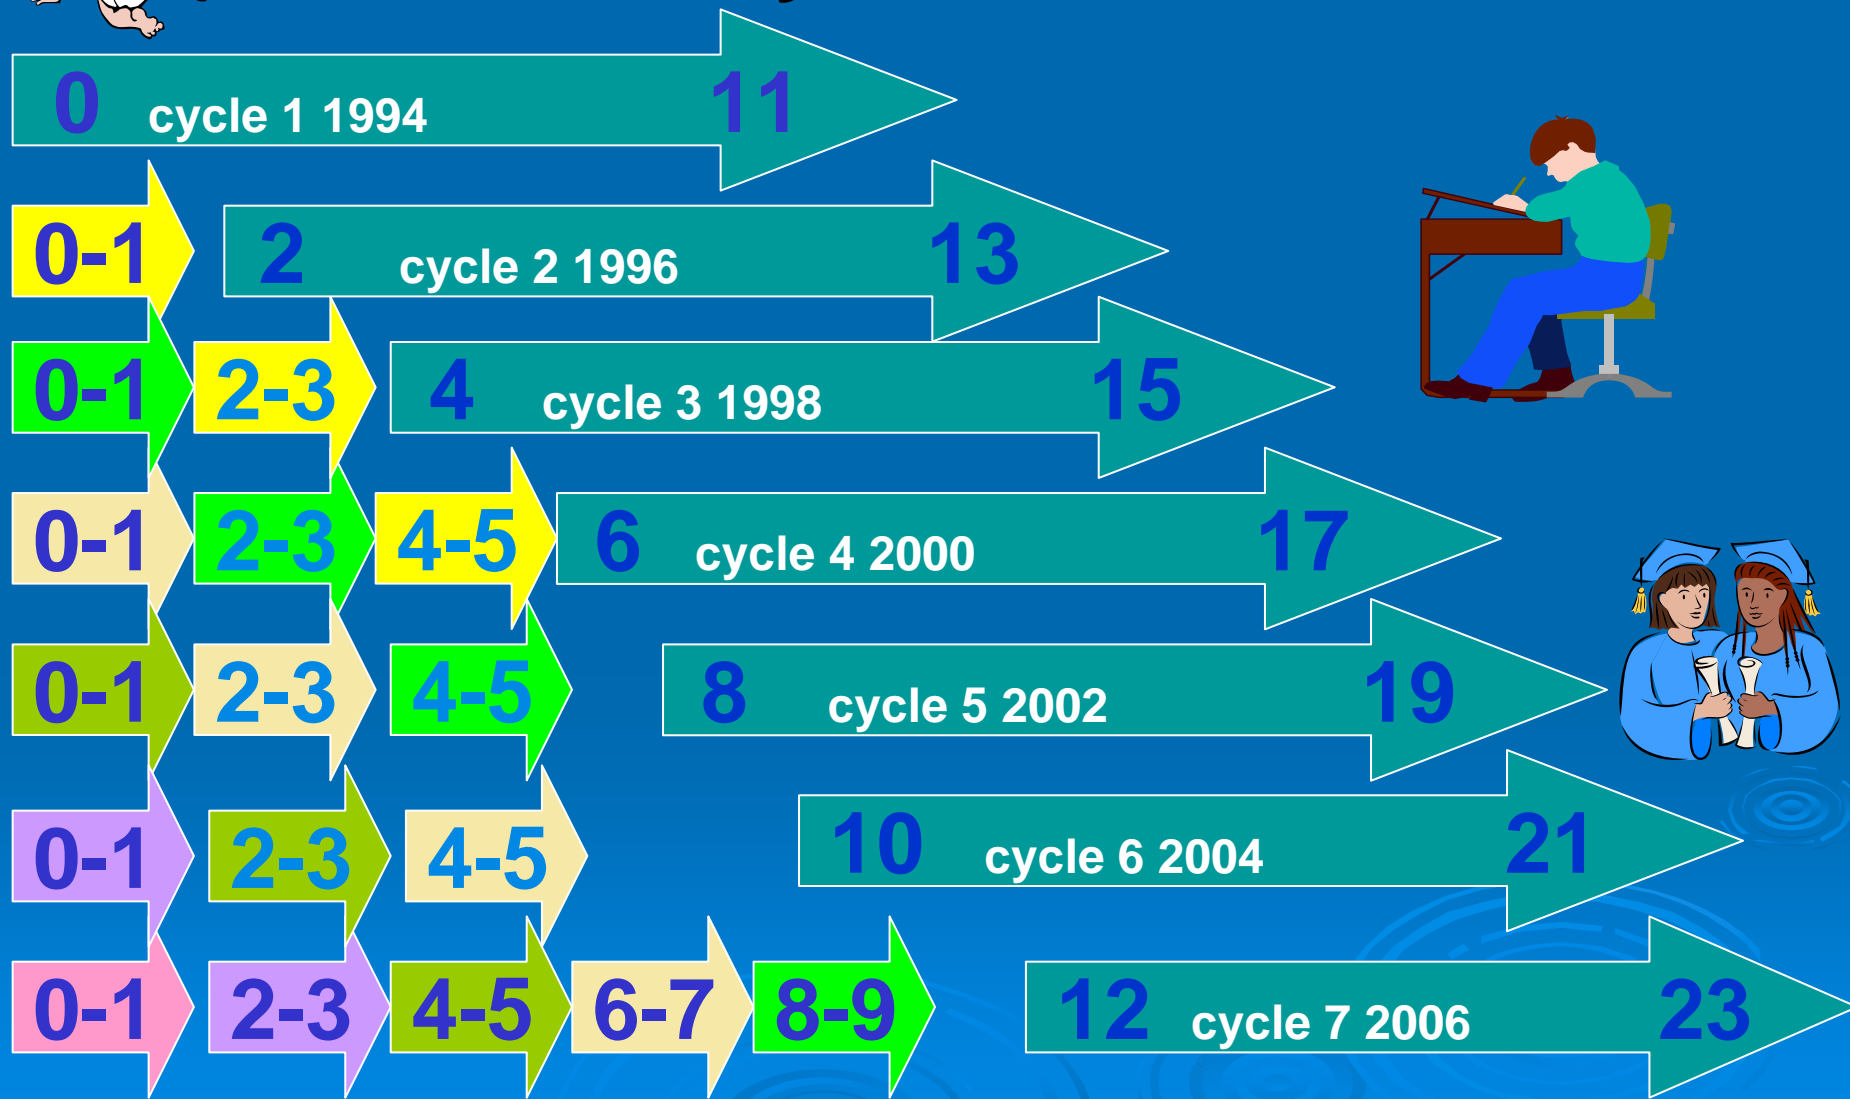 0 cycle 1 1994 11
0-1 2 cycle 2 1996 13
0-1 2-3 4 cycle 3 1998 15
0-1 2-3 4-5 6 cycle 4 2000 17
0-1 2-3 4-5 8 cycle 5 2002 19
0-1 2-3 4-5 10 cycle 6 2004 21
0-1 2-3 4-5 6-7 8-9 12 cycle 7 2006 23